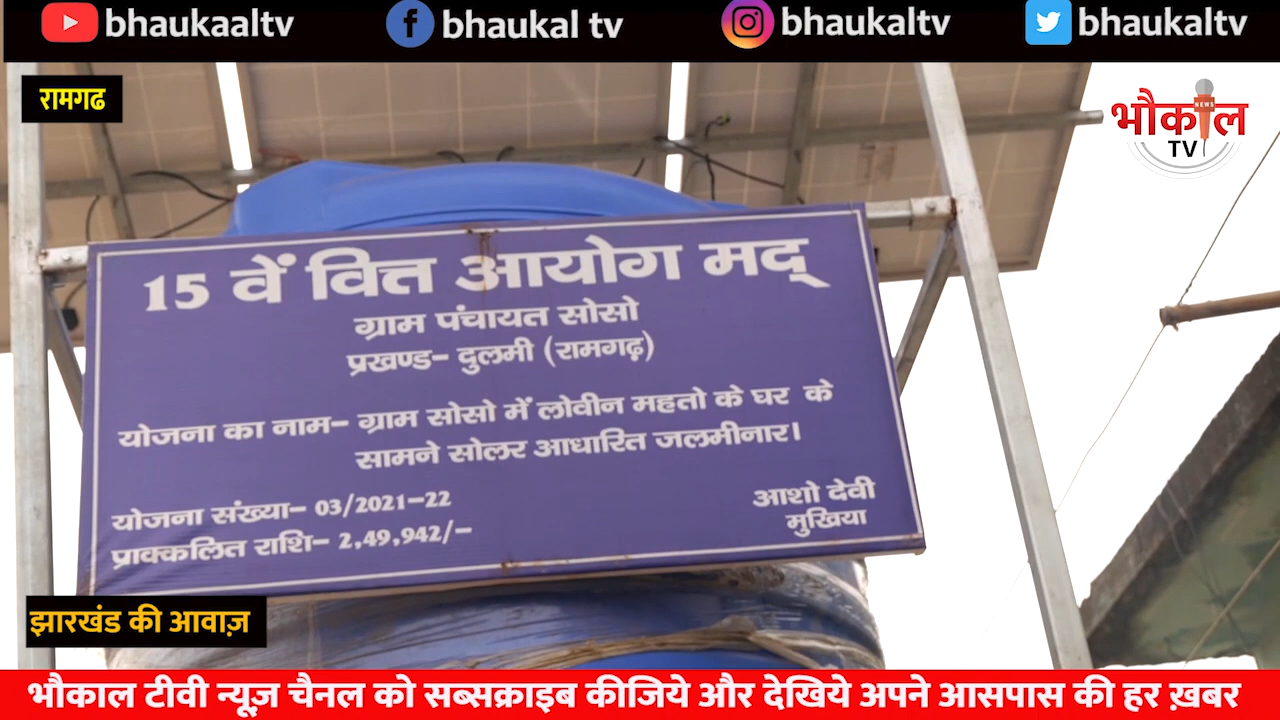 bhaukaaltv bhaukal tv bhaukaltv bhaukaltv
रामगढ
भौकाल
NEWS
TV
15 वें वित्त आयोग मद्
ग्राम पंचायत सोसो
प्रखण्ड- दुलमी (रामगढ़)
योजना का नाम- ग्राम सोसो में लोवीन महतो के घर के
सामने सोलर आधारित जलमीनार।
योजना संख्या- 03/2021-22
प्राक्कलित राशि- 2,49,942/-
आशो देवी
मुखिया
झारखंड की आवाज़
भौकाल टीवी न्यूज़ चैनल को सब्सक्राइब कीजिये और देखिये अपने आसपास की हर ख़बर